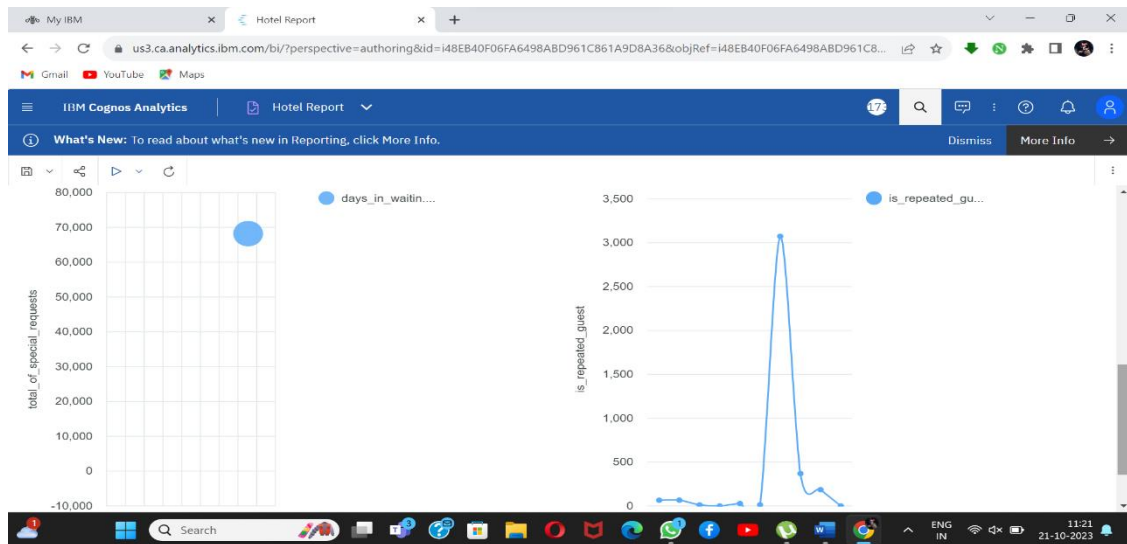 My IBM
Hotel Report
us3.ca.analytics.ibm.com/bi/?perspective=authoring&id=i48EB40F06FA6498ABD961C861A9D8A36&objRef=i48EB40F06FA6498ABD961C8...
Gmail YouTube Maps
IBM Cognos Analytics Hotel Report
What's New: To read about what's new in Reporting, click More Info. Dismiss More Info
80,000
70,000
60,000
50,000
40,000
30,000
20,000
10,000
0
-10,000
total_of_special_requests
days_in_waitin....
3,500
3,000
2,500
2,000
1,500
1,000
500
0
is_repeated_guest
is_repeated_gu...
Search
ENG
IN
11:21
21-10-2023